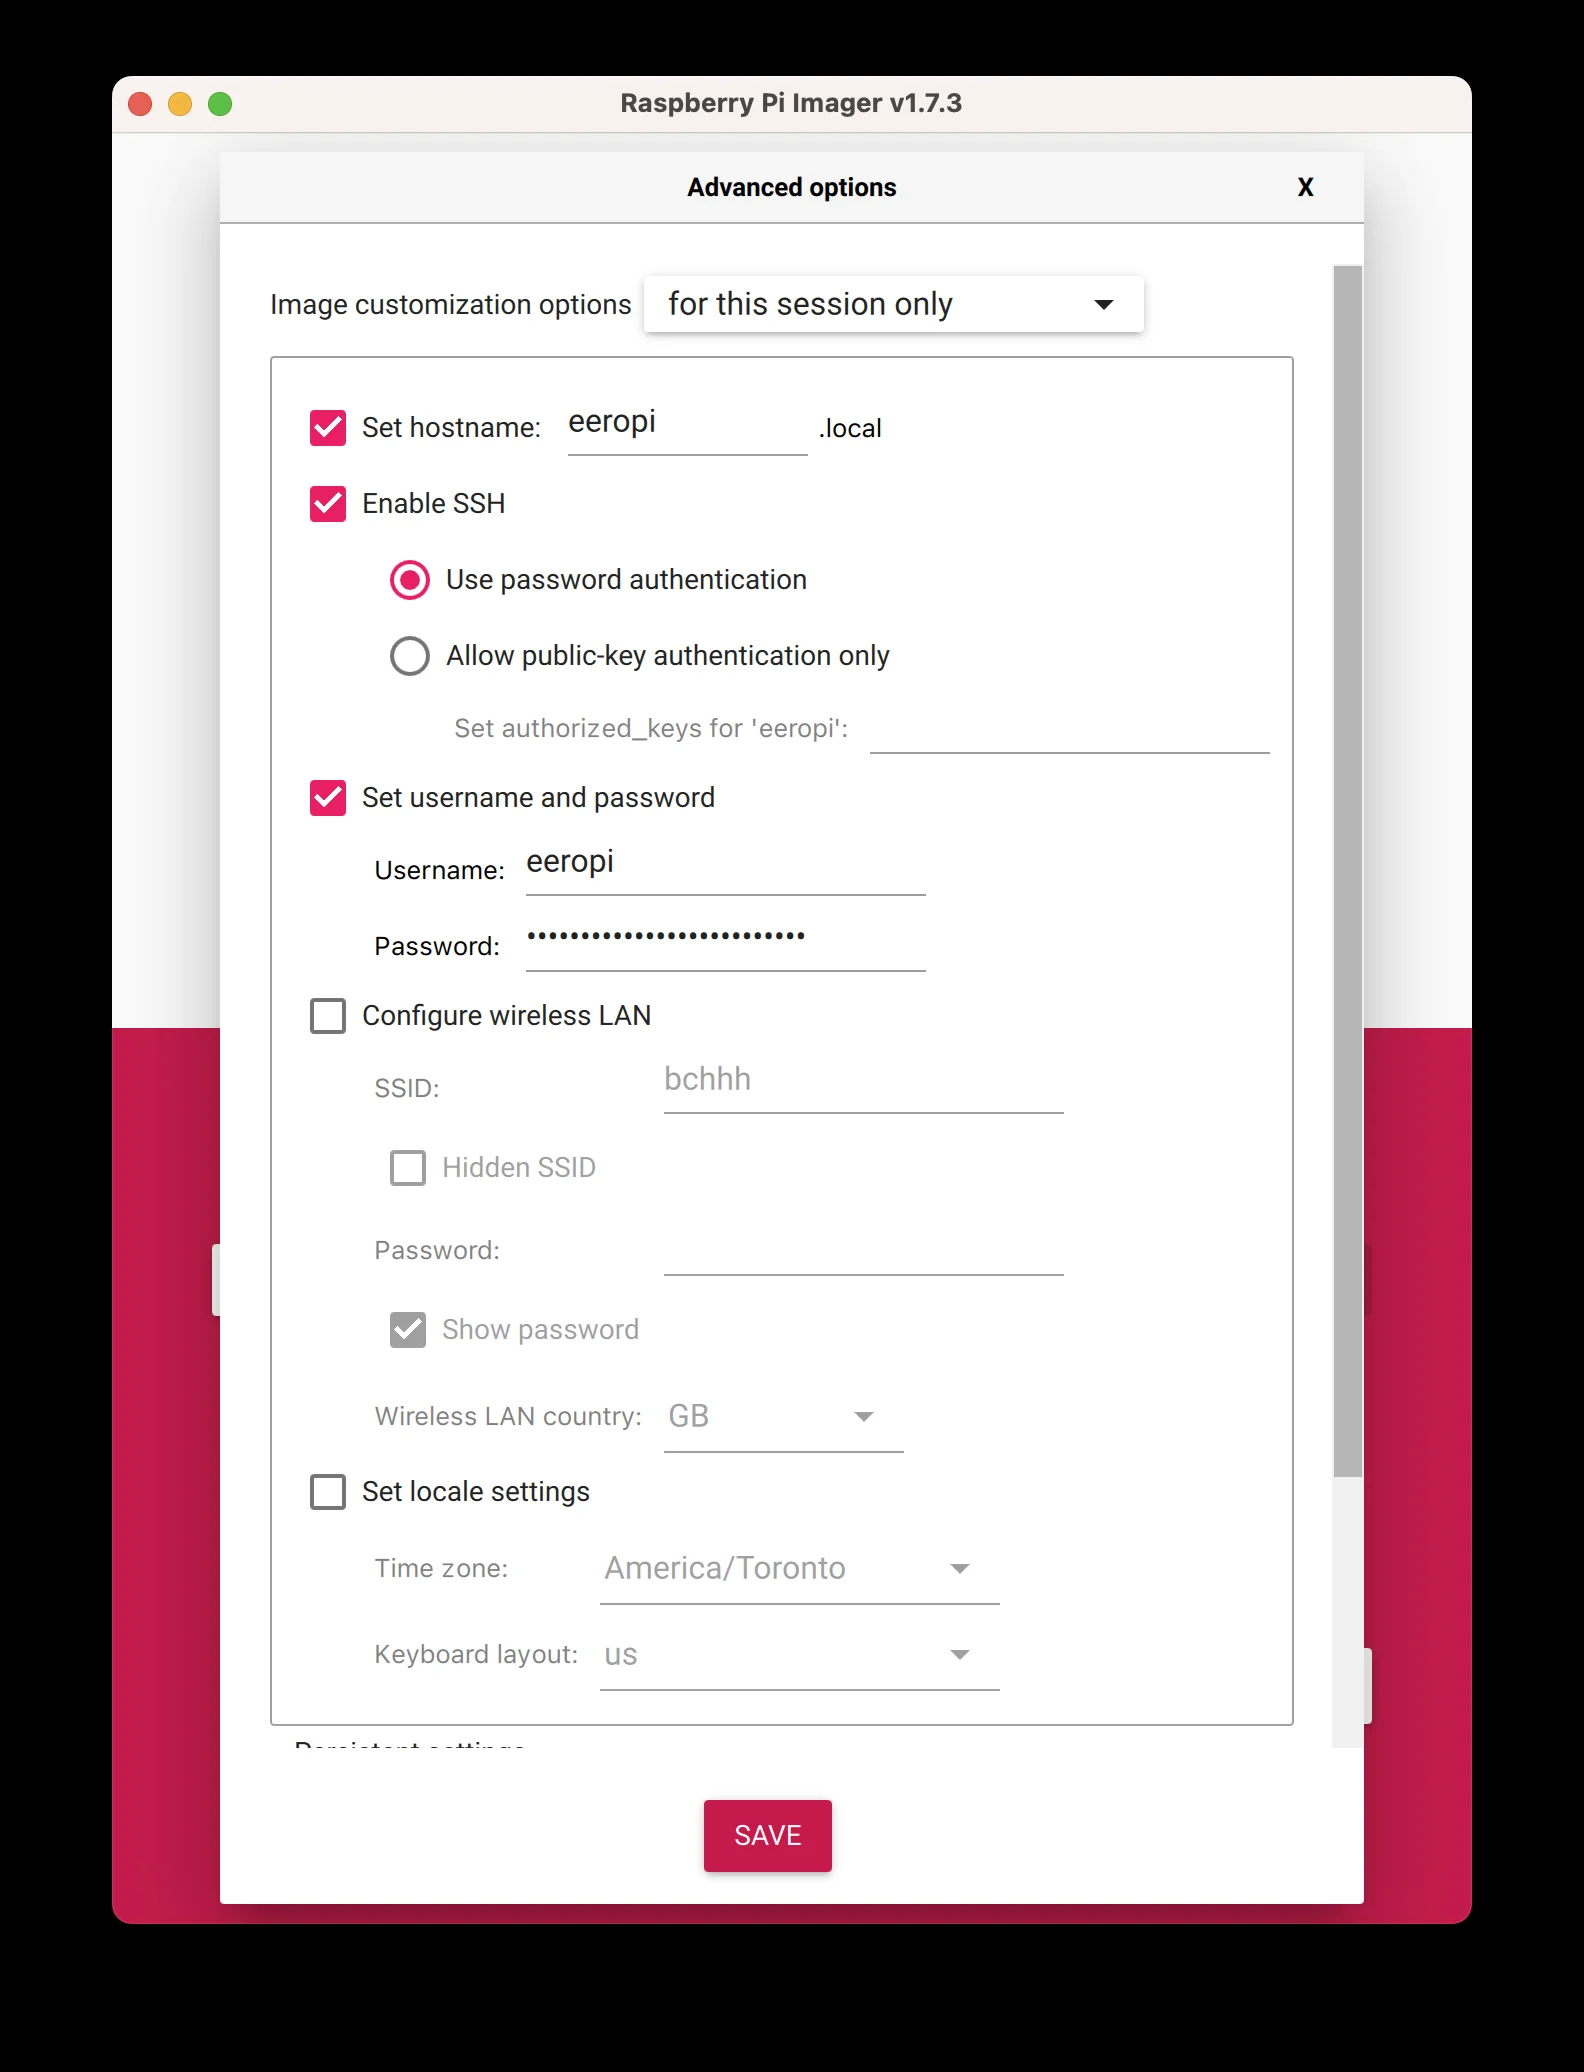 Raspberry Pi Imager v1.7.3
Advanced options X
Image customization options for this session only
Set hostname: eeropi .local
Enable SSH
Use password authentication
Allow public-key authentication only
Set authorized_keys for 'eeropi':
Set username and password
Username: eeropi
Password: ••••••••••••••••••••••••••
Configure wireless LAN
SSID: bchhh
Hidden SSID
Password:
Show password
Wireless LAN country: GB
Set locale settings
Time zone: America/Toronto
Keyboard layout: us
Persistent settings
SAVE